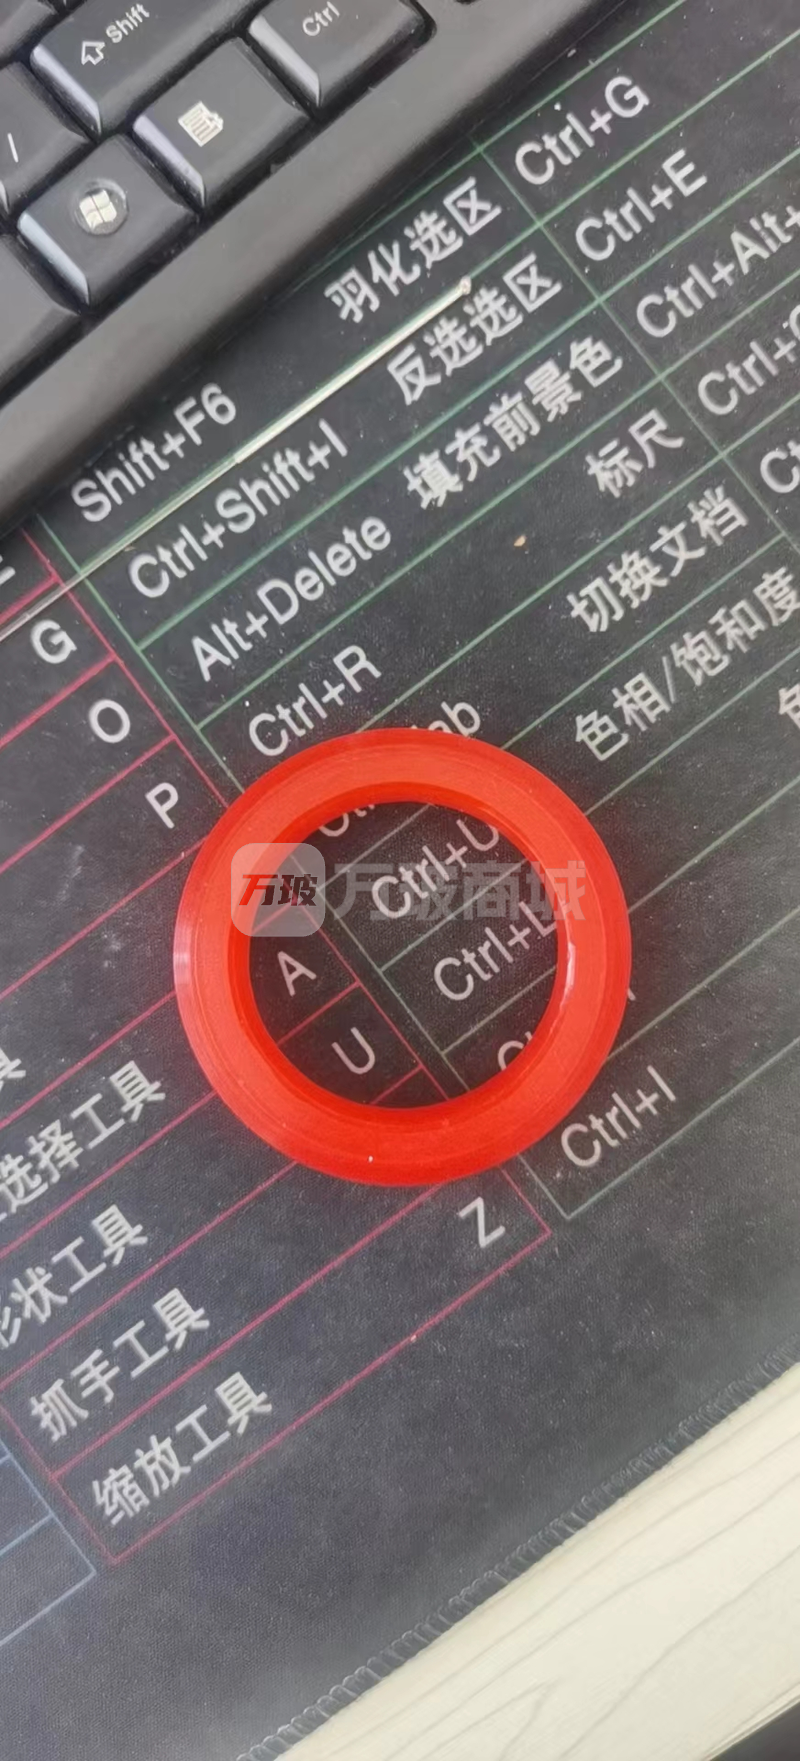 Shift
Ctrl
/
Ctrl+G
羽化选区
Ctrl+E
Shift+F6
反选选区
Ctrl+Alt+
Ctrl+Shift+I
填充前景色
G
Alt+Delete
标尺
O
Ctrl+R
切换文档
P
色相/饱和度
Ctrl+U
万玻
万玻商城
A
Ctrl+L
U
选择工具
Ctrl+I
形状工具
Z
抓手工具
缩放工具